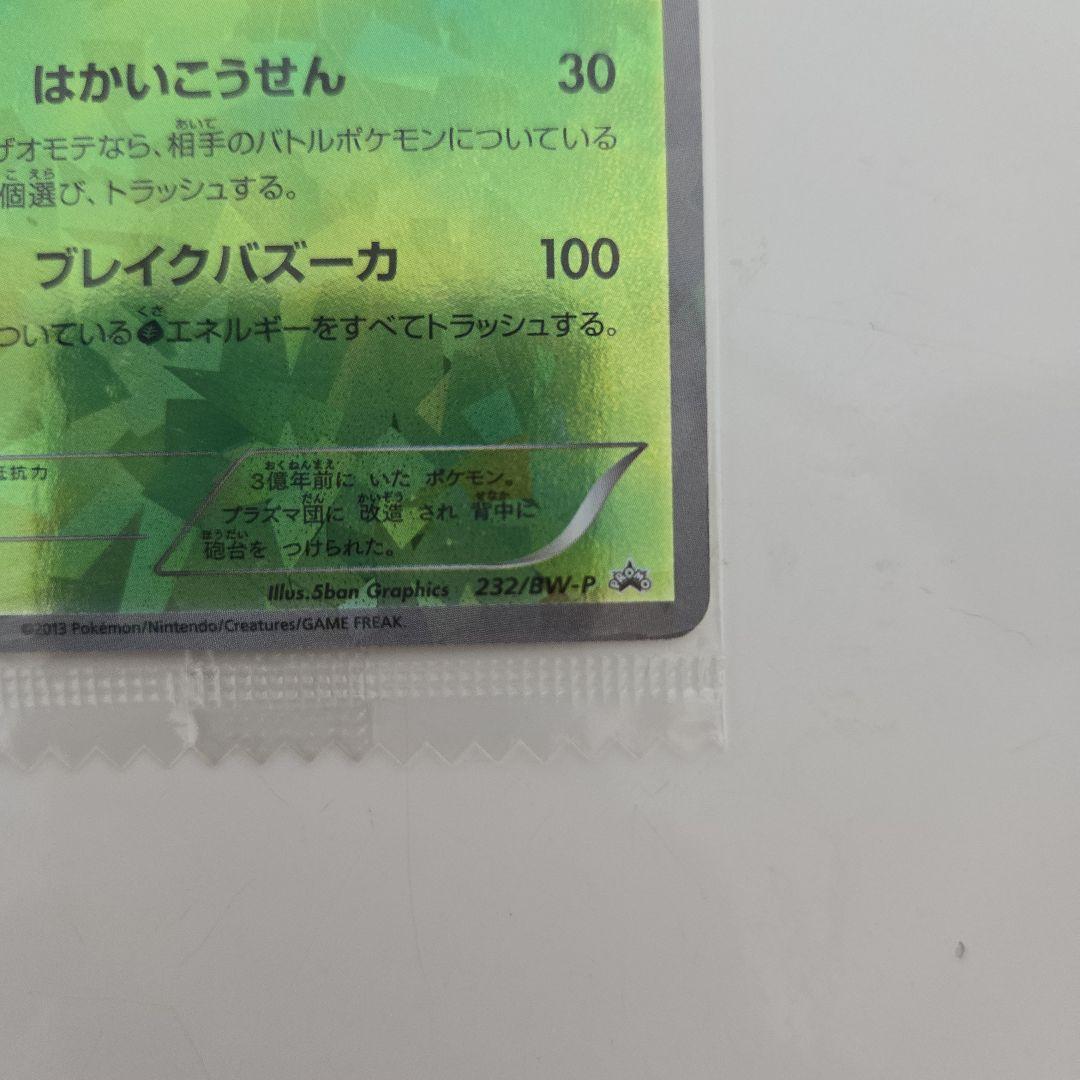 はかいこうせん 30
ザオモテなら、相手のバトルポケモンについている
個選び、トラッシュする。
ブレイクバズーカ 100
ついているエネルギーをすべてトラッシュする。
抵抗力
3億年前に いた ポケモン。
プラズマ団に 改造 され 背中に
砲台を つけられた。
Illus.5ban Graphics 232/BW-P PROMO
©2013 Pokémon/Nintendo/Creatures/GAME FREAK.